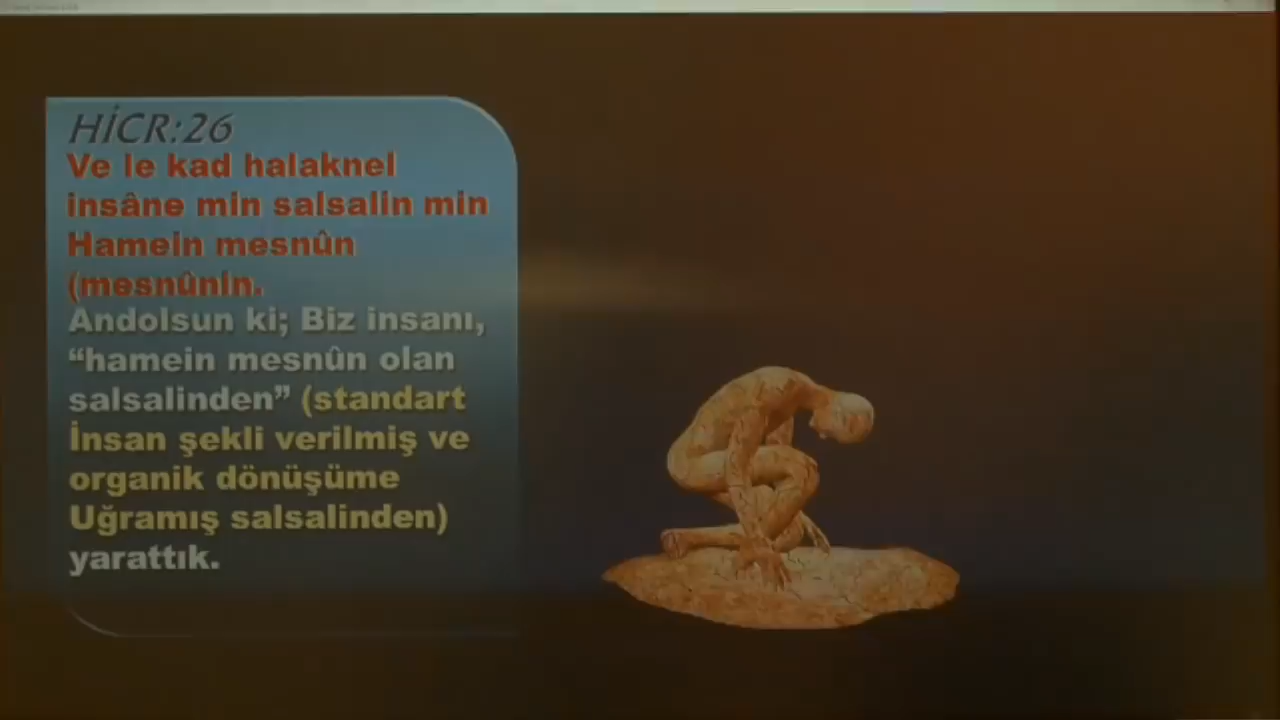 HİCR:26
Ve le kad halaknel
insâne min salsalin min
Hamein mesnûn
(mesnûnin.
Andolsun ki; Biz insanı,
“hamein mesnûn olan
salsalinden” (standart
İnsan şekli verilmiş ve
organik dönüşüme
Uğramış salsalinden)
yarattık.